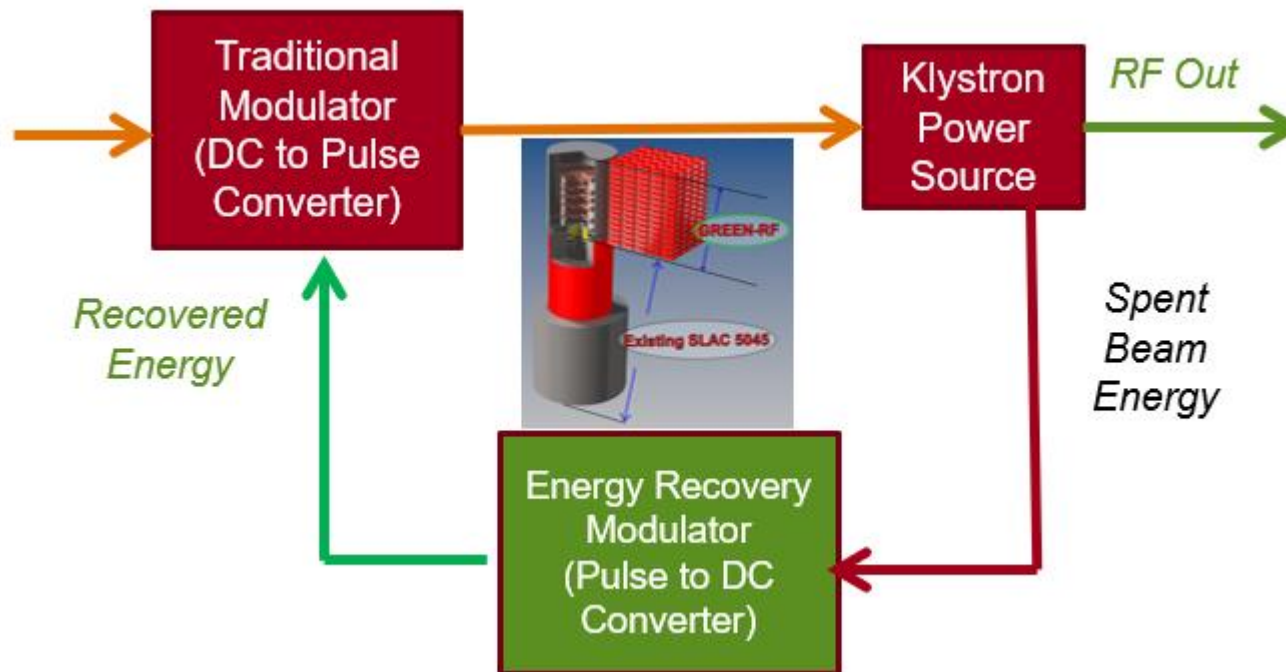 Traditional
Modulator
(DC to Pulse
Converter)
Klystron
Power
Source
RF Out
GREEN-RF
Existing SLAC 5045
Recovered
Energy
Spent
Beam
Energy
Energy Recovery
Modulator
(Pulse to DC
Converter)